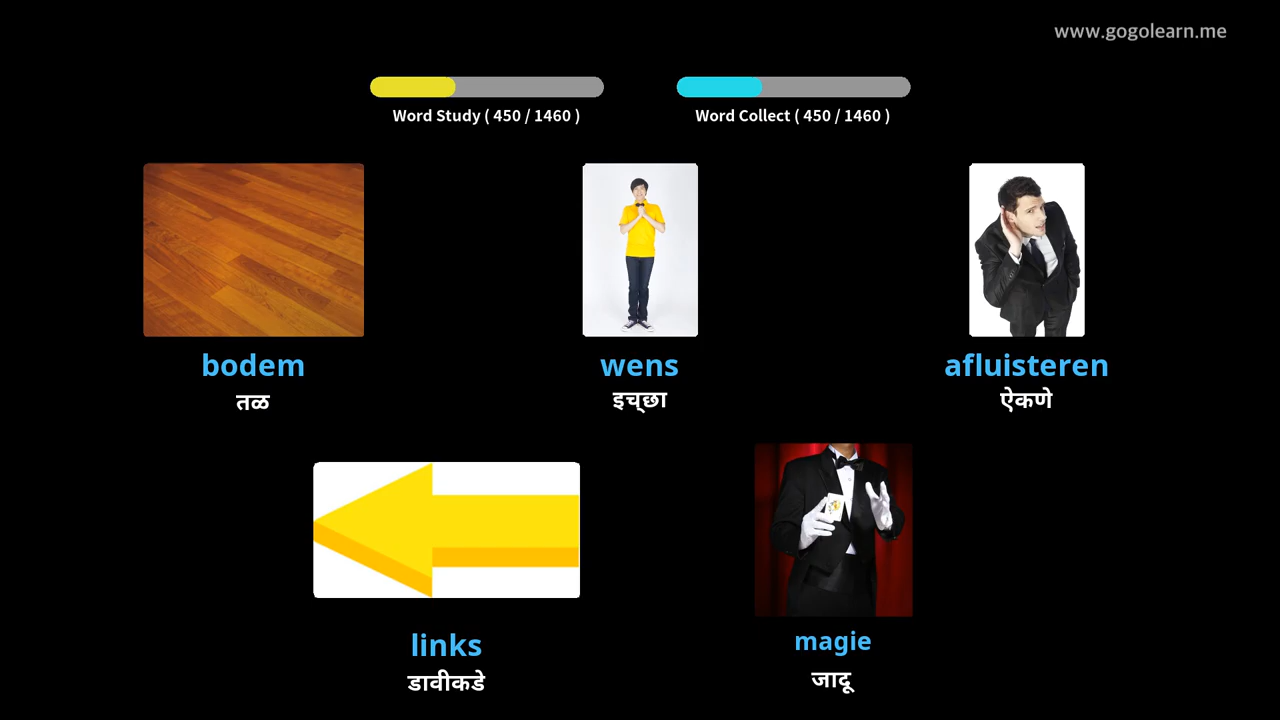 www.gogolearn.me
Word Study ( 450 / 1460 )
Word Collect ( 450 / 1460 )
bodem
तळ
wens
इच्छा
afluisteren
ऐकणे
links
डावीकडे
magie
जादू